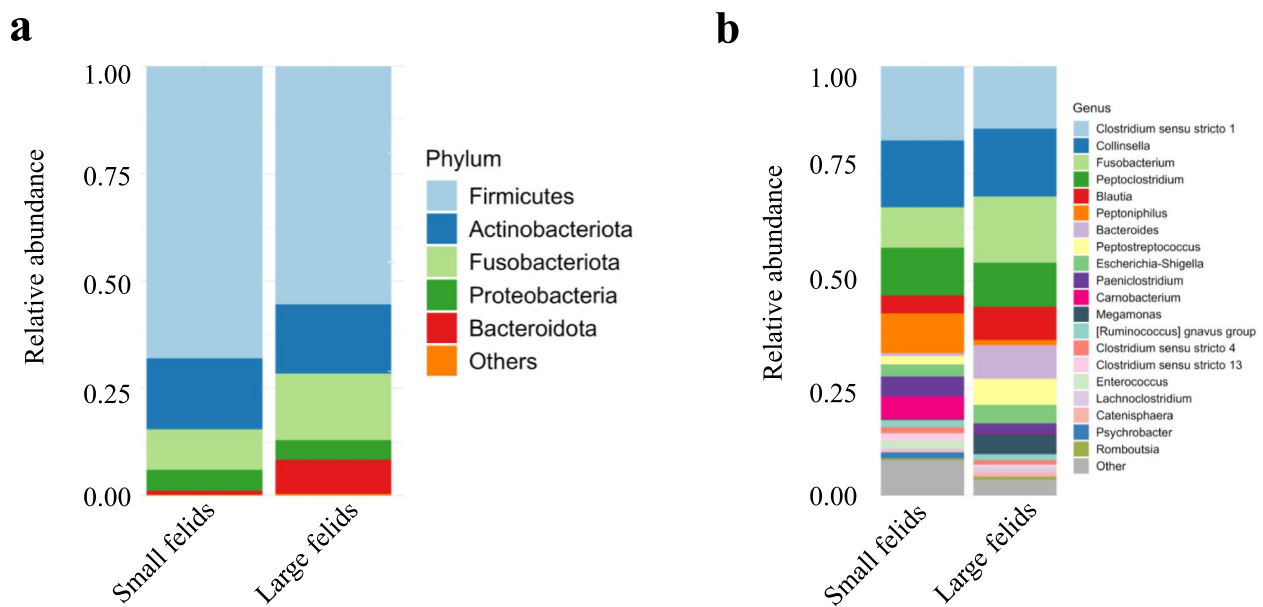 a
Relative abundance
1.00
0.75
0.50
0.25
0.00
Small felids
Large felids
Phylum
Firmicutes
Actinobacteriota
Fusobacteriota
Proteobacteria
Bacteroidota
Others
b
Relative abundance
1.00
0.75
0.50
0.25
0.00
Small felids
Large felids
Genus
Clostridium sensu stricto 1
Collinsella
Fusobacterium
Peptoclostridium
Blautia
Peptoniphilus
Bacteroides
Peptostreptococcus
Escherichia-Shigella
Paeniclostridium
Carnobacterium
Megamonas
[Ruminococcus] gnavus group
Clostridium sensu stricto 4
Clostridium sensu stricto 13
Enterococcus
Lachnoclostridium
Catenisphaera
Psychrobacter
Romboutsia
Other